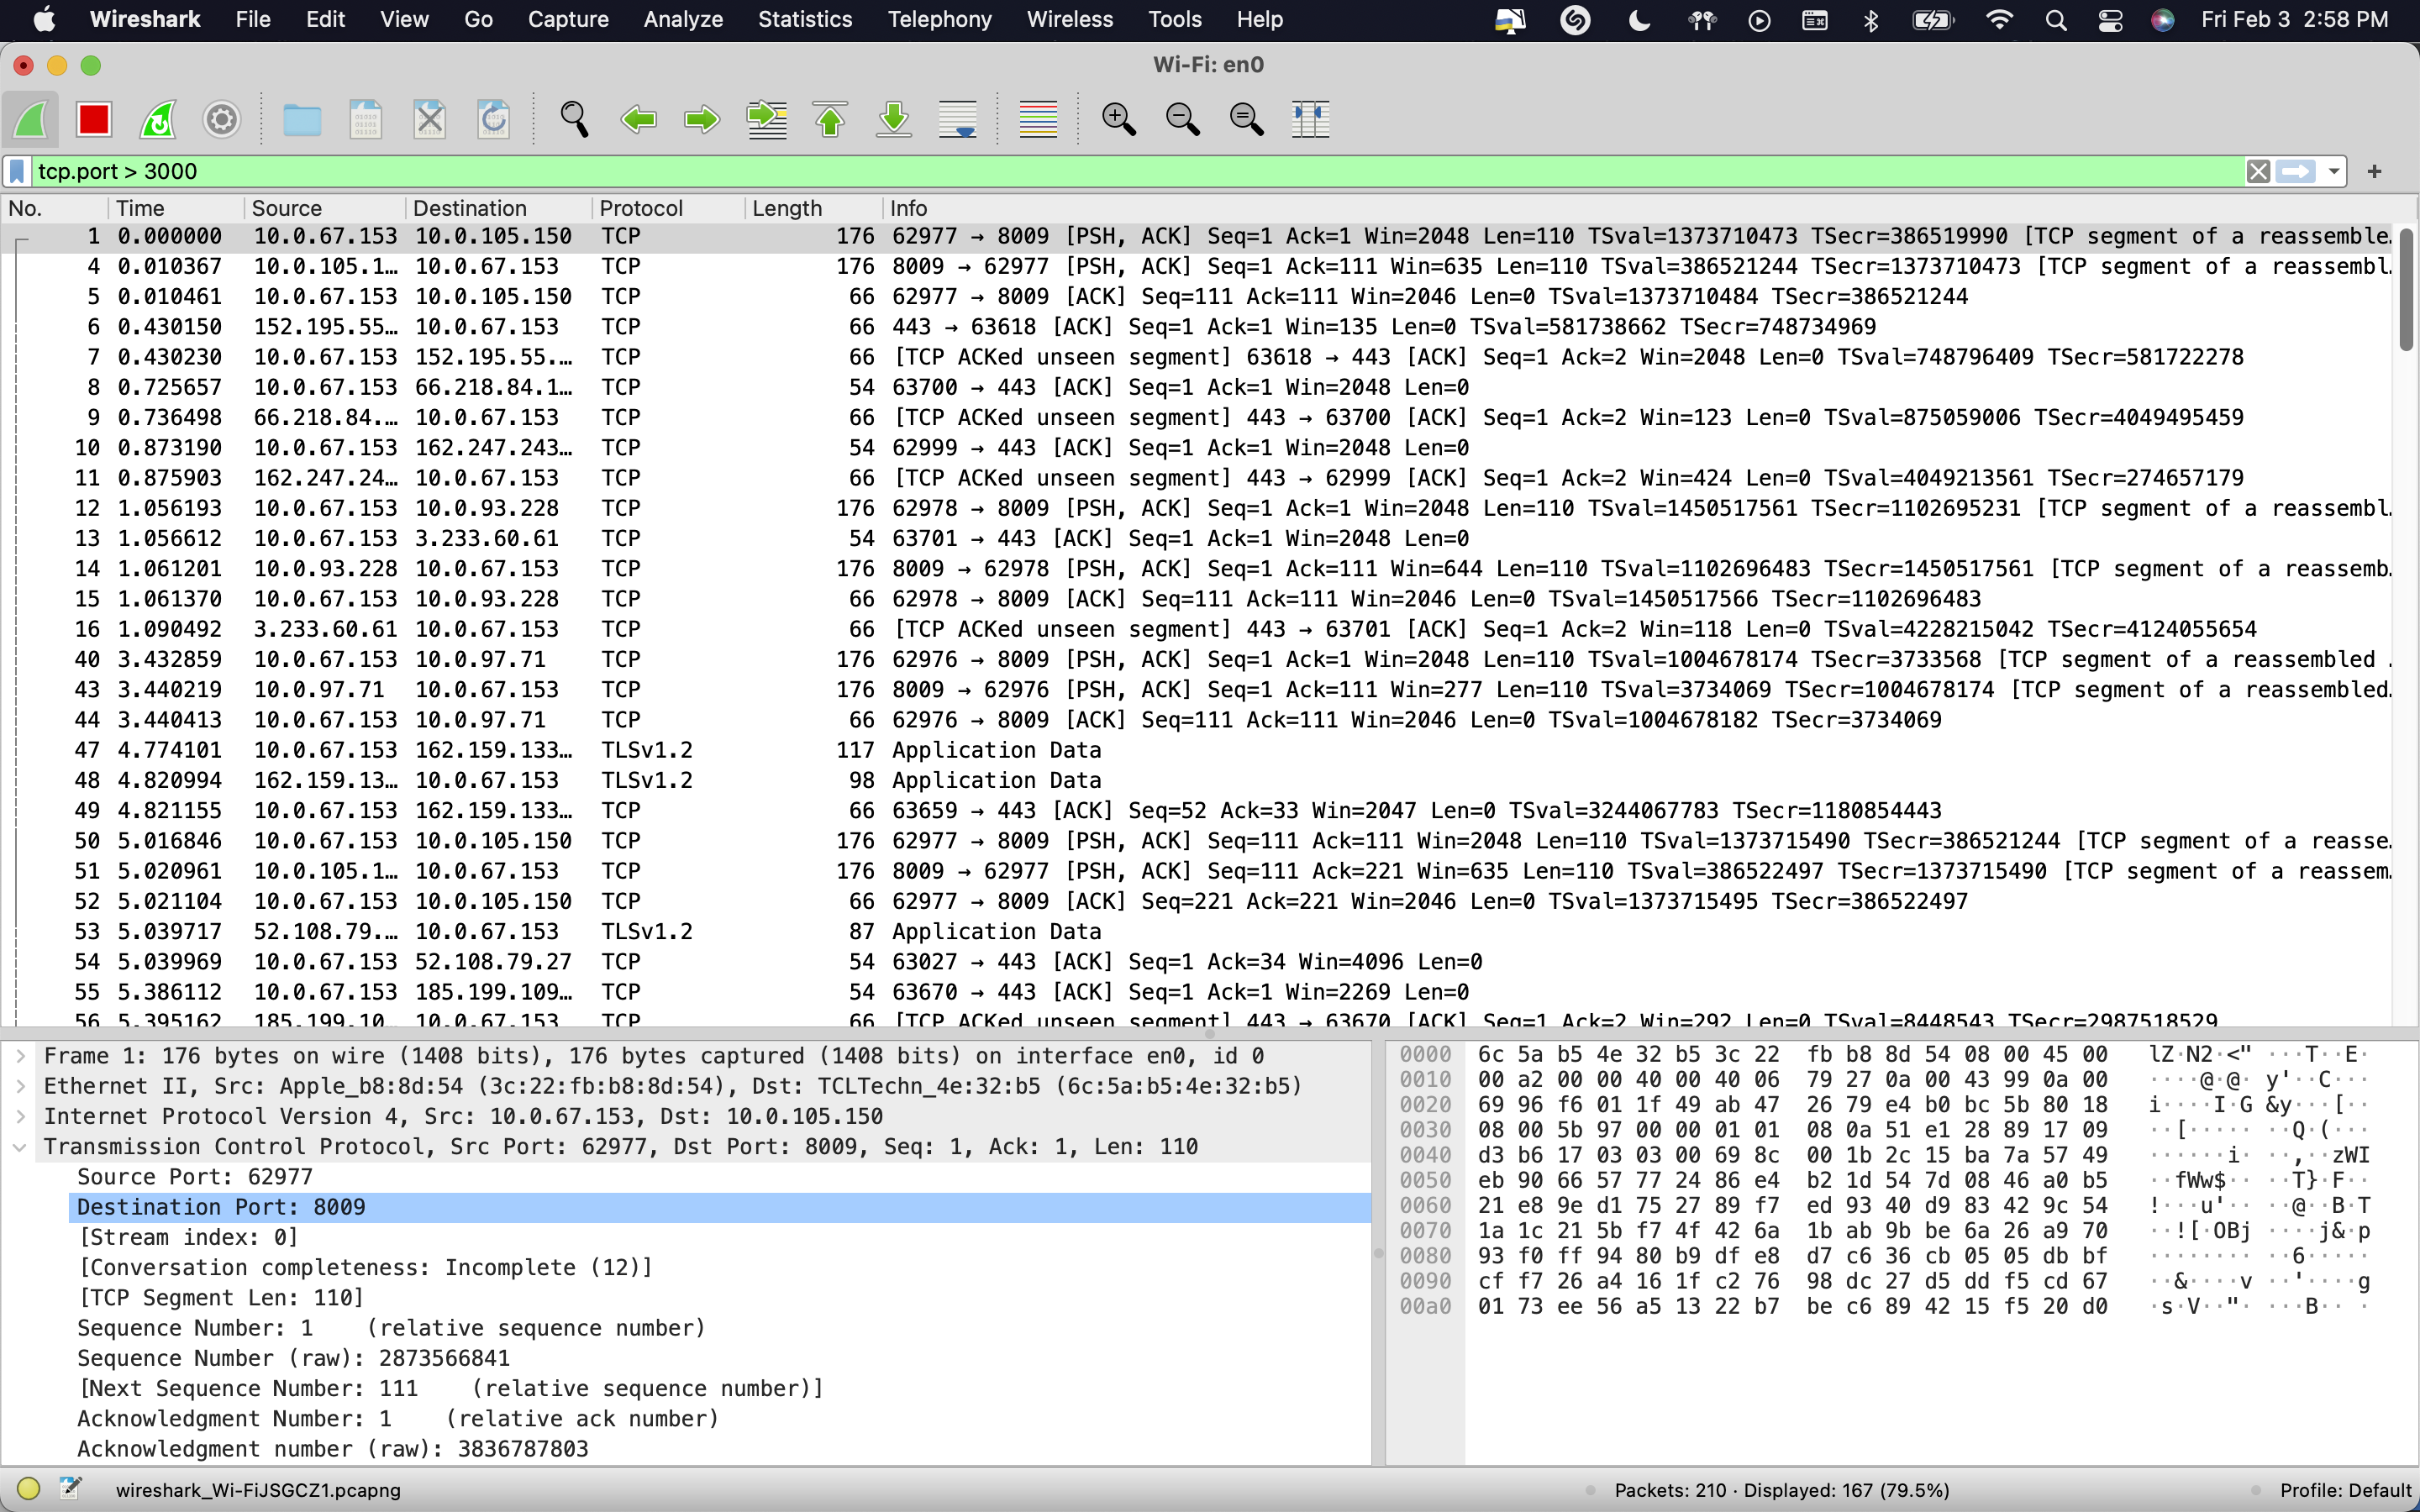 Wireshark File Edit View Go Capture Analyze Statistics Telephony Wireless Tools Help Fri Feb 3 2:58 PM
Wi-Fi: en0
tcp.port > 3000
No. Time Source Destination Protocol Length Info
1 0.000000 10.0.67.153 10.0.105.150 TCP 176 62977 → 8009 [PSH, ACK] Seq=1 Ack=1 Win=2048 Len=110 TSval=1373710473 TSecr=386519990 [TCP segment of a reassemble…
4 0.010367 10.0.105.1… 10.0.67.153 TCP 176 8009 → 62977 [PSH, ACK] Seq=1 Ack=111 Win=635 Len=110 TSval=386521244 TSecr=1373710473 [TCP segment of a reassembl…
5 0.010461 10.0.67.153 10.0.105.150 TCP 66 62977 → 8009 [ACK] Seq=111 Ack=111 Win=2046 Len=0 TSval=1373710484 TSecr=386521244
6 0.430150 152.195.55… 10.0.67.153 TCP 66 443 → 63618 [ACK] Seq=1 Ack=1 Win=135 Len=0 TSval=581738662 TSecr=748734969
7 0.430230 10.0.67.153 152.195.55.… TCP 66 [TCP ACKed unseen segment] 63618 → 443 [ACK] Seq=1 Ack=2 Win=2048 Len=0 TSval=748796409 TSecr=581722278
8 0.725657 10.0.67.153 66.218.84.1… TCP 54 63700 → 443 [ACK] Seq=1 Ack=1 Win=2048 Len=0
9 0.736498 66.218.84.… 10.0.67.153 TCP 66 [TCP ACKed unseen segment] 443 → 63700 [ACK] Seq=1 Ack=2 Win=123 Len=0 TSval=875059006 TSecr=4049495459
10 0.873190 10.0.67.153 162.247.243… TCP 54 62999 → 443 [ACK] Seq=1 Ack=1 Win=2048 Len=0
11 0.875903 162.247.24… 10.0.67.153 TCP 66 [TCP ACKed unseen segment] 443 → 62999 [ACK] Seq=1 Ack=2 Win=424 Len=0 TSval=4049213561 TSecr=274657179
12 1.056193 10.0.67.153 10.0.93.228 TCP 176 62978 → 8009 [PSH, ACK] Seq=1 Ack=1 Win=2048 Len=110 TSval=1450517561 TSecr=1102695231 [TCP segment of a reassembl…
13 1.056612 10.0.67.153 3.233.60.61 TCP 54 63701 → 443 [ACK] Seq=1 Ack=1 Win=2048 Len=0
14 1.061201 10.0.93.228 10.0.67.153 TCP 176 8009 → 62978 [PSH, ACK] Seq=1 Ack=111 Win=644 Len=110 TSval=1102696483 TSecr=1450517561 [TCP segment of a reassemb…
15 1.061370 10.0.67.153 10.0.93.228 TCP 66 62978 → 8009 [ACK] Seq=111 Ack=111 Win=2046 Len=0 TSval=1450517566 TSecr=1102696483
16 1.090492 3.233.60.61 10.0.67.153 TCP 66 [TCP ACKed unseen segment] 443 → 63701 [ACK] Seq=1 Ack=2 Win=118 Len=0 TSval=4228215042 TSecr=4124055654
40 3.432859 10.0.67.153 10.0.97.71 TCP 176 62976 → 8009 [PSH, ACK] Seq=1 Ack=1 Win=2048 Len=110 TSval=1004678174 TSecr=3733568 [TCP segment of a reassembled …
43 3.440219 10.0.97.71 10.0.67.153 TCP 176 8009 → 62976 [PSH, ACK] Seq=1 Ack=111 Win=277 Len=110 TSval=3734069 TSecr=1004678174 [TCP segment of a reassembled…
44 3.440413 10.0.67.153 10.0.97.71 TCP 66 62976 → 8009 [ACK] Seq=111 Ack=111 Win=2046 Len=0 TSval=1004678182 TSecr=3734069
47 4.774101 10.0.67.153 162.159.133… TLSv1.2 117 Application Data
48 4.820994 162.159.13… 10.0.67.153 TLSv1.2 98 Application Data
49 4.821155 10.0.67.153 162.159.133… TCP 66 63659 → 443 [ACK] Seq=52 Ack=33 Win=2047 Len=0 TSval=3244067783 TSecr=1180854443
50 5.016846 10.0.67.153 10.0.105.150 TCP 176 62977 → 8009 [PSH, ACK] Seq=111 Ack=111 Win=2048 Len=110 TSval=1373715490 TSecr=386521244 [TCP segment of a reasse…
51 5.020961 10.0.105.1… 10.0.67.153 TCP 176 8009 → 62977 [PSH, ACK] Seq=111 Ack=221 Win=635 Len=110 TSval=386522497 TSecr=1373715490 [TCP segment of a reassem…
52 5.021104 10.0.67.153 10.0.105.150 TCP 66 62977 → 8009 [ACK] Seq=221 Ack=221 Win=2046 Len=0 TSval=1373715495 TSecr=386522497
53 5.039717 52.108.79.… 10.0.67.153 TLSv1.2 87 Application Data
54 5.039969 10.0.67.153 52.108.79.27 TCP 54 63027 → 443 [ACK] Seq=1 Ack=34 Win=4096 Len=0
55 5.386112 10.0.67.153 185.199.109… TCP 54 63670 → 443 [ACK] Seq=1 Ack=1 Win=2269 Len=0
56 5.395162 185.199.10… 10.0.67.153 TCP 66 [TCP ACKed unseen segment] 443 → 63670 [ACK] Seq=1 Ack=2 Win=292 Len=0 TSval=8448543 TSecr=2987518529
Frame 1: 176 bytes on wire (1408 bits), 176 bytes captured (1408 bits) on interface en0, id 0
Ethernet II, Src: Apple_b8:8d:54 (3c:22:fb:b8:8d:54), Dst: TCLTechn_4e:32:b5 (6c:5a:b5:4e:32:b5)
Internet Protocol Version 4, Src: 10.0.67.153, Dst: 10.0.105.150
Transmission Control Protocol, Src Port: 62977, Dst Port: 8009, Seq: 1, Ack: 1, Len: 110
Source Port: 62977
Destination Port: 8009
[Stream index: 0]
[Conversation completeness: Incomplete (12)]
[TCP Segment Len: 110]
Sequence Number: 1 (relative sequence number)
Sequence Number (raw): 2873566841
[Next Sequence Number: 111 (relative sequence number)]
Acknowledgment Number: 1 (relative ack number)
Acknowledgment number (raw): 3836787803
0000 6c 5a b5 4e 32 b5 3c 22 fb b8 8d 54 08 00 45 00 lZ·N2·<" ···T··E·
0010 00 a2 00 00 40 00 40 06 79 27 0a 00 43 99 0a 00 ····@·@· y'··C···
0020 69 96 f6 01 1f 49 ab 47 26 79 e4 b0 bc 5b 80 18 i····I·G &y···[··
0030 08 00 5b 97 00 00 01 01 08 0a 51 e1 28 89 17 09 ··[····· ··Q·(···
0040 d3 b6 17 03 03 00 69 8c 00 1b 2c 15 ba 7a 57 49 ······i· ··,··zWI
0050 eb 90 66 57 77 24 86 e4 b2 1d 54 7d 08 46 a0 b5 ··fWw$·· ··T}·F··
0060 21 e8 9e d1 75 27 89 f7 ed 93 40 d9 83 42 9c 54 !···u'·· ··@··B·T
0070 1a 1c 21 5b f7 4f 42 6a 1b ab 9b be 6a 26 a9 70 ··![·OBj ····j&·p
0080 93 f0 ff 94 80 b9 df e8 d7 c6 36 cb 05 05 db bf ········ ··6·····
0090 cf f7 26 a4 16 1f c2 76 98 dc 27 d5 dd f5 cd 67 ··&····v ··'····g
00a0 01 73 ee 56 a5 13 22 b7 be c6 89 42 15 f5 20 d0 ·s·V··"· ···B·· ·
wireshark_Wi-FiJSGCZ1.pcapng Packets: 210 · Displayed: 167 (79.5%) Profile: Default